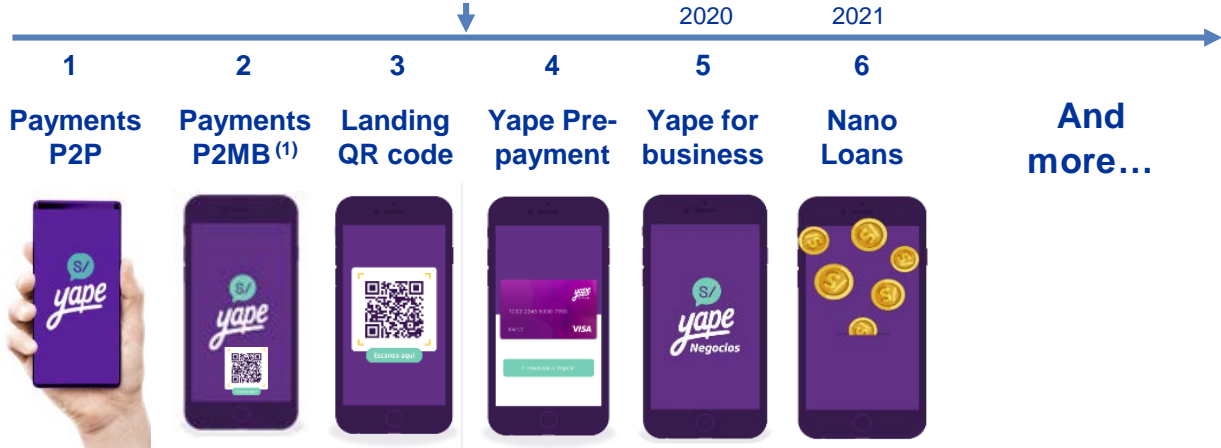 2020
2021
1
2
3
4
5
6
Payments
P2P
Payments
P2MB (1)
Landing
QR code
Yape Pre-
payment
Yape for
business
Nano
Loans
And
more…
S/
yape
S/
yape
Escanea aquí
yape
VISA
S/
yape
Negocios